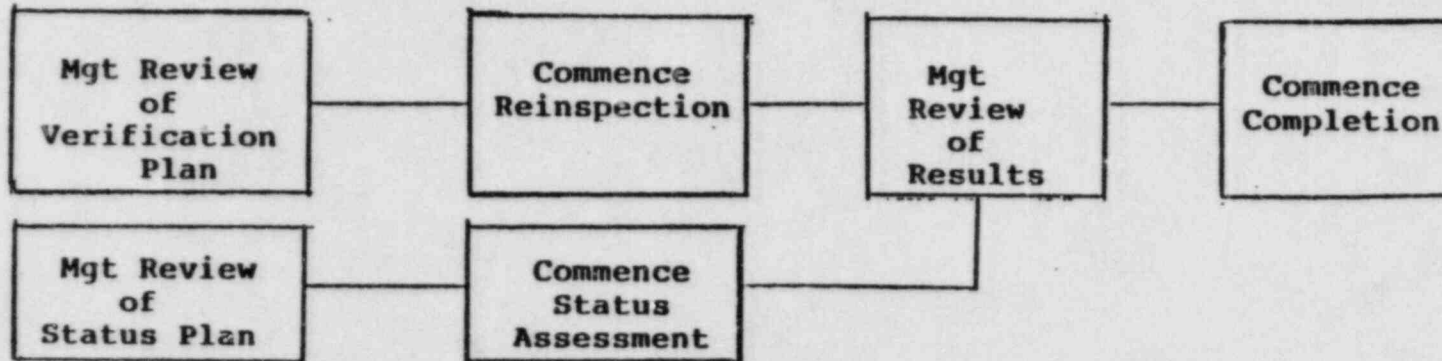 Mgt Review
of
Verification
Plan
Commence
Reinspection
Mgt
Review
of
Results
Commence
Completion
Mgt Review
of
Status Plan
Commence
Status
Assessment